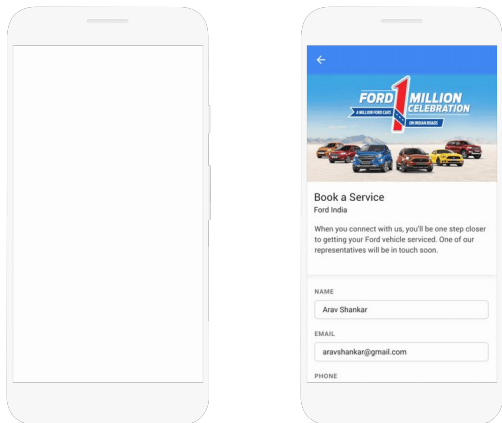 FORD 1 MILLION
CELEBRATION
A MILLION FORD CARS ON INDIAN ROADS
Book a Service
Ford India
When you connect with us, you'll be one step closer
to getting your Ford vehicle serviced. One of our
representatives will be in touch soon.
NAME
Arav Shankar
EMAIL
aravshankar@gmail.com
PHONE